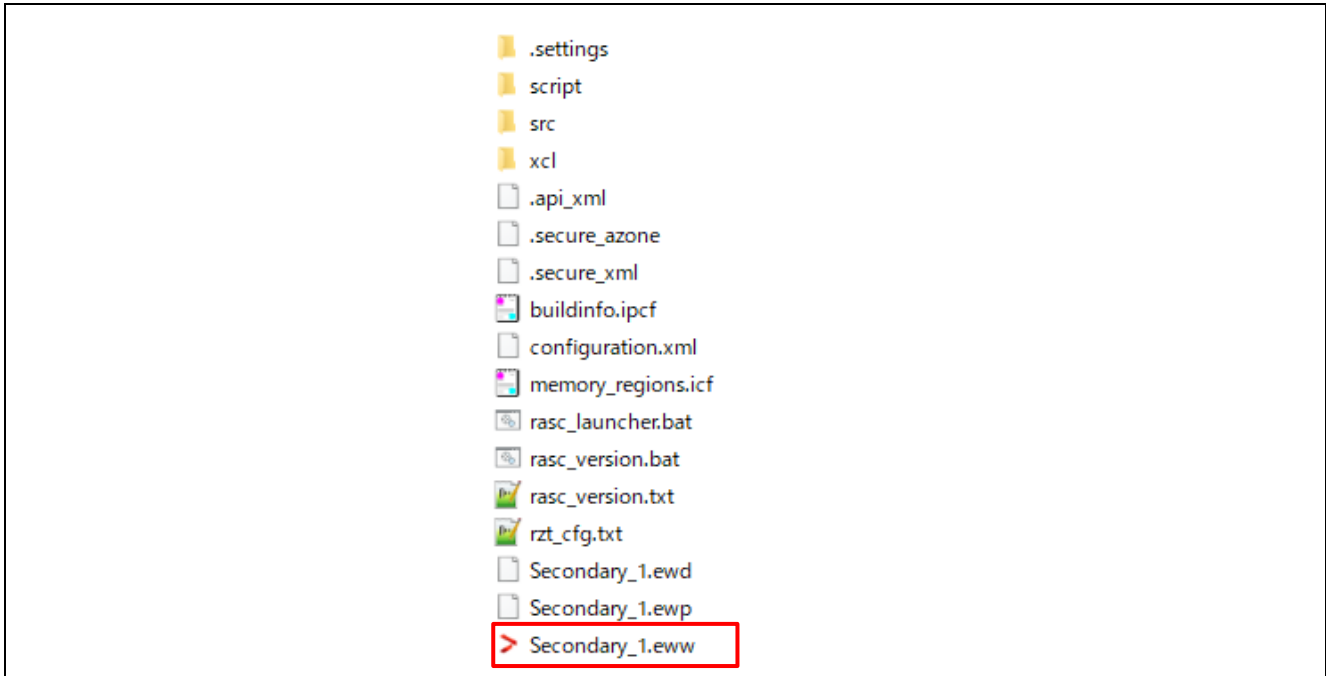 .settings
script
src
xcl
.api_xml
.secure_azone
.secure_xml
buildinfo.ipcf
configuration.xml
memory_regions.icf
rasc_launcher.bat
rasc_version.bat
rasc_version.txt
rzt_cfg.txt
Secondary_1.ewd
Secondary_1.ewp
Secondary_1.eww